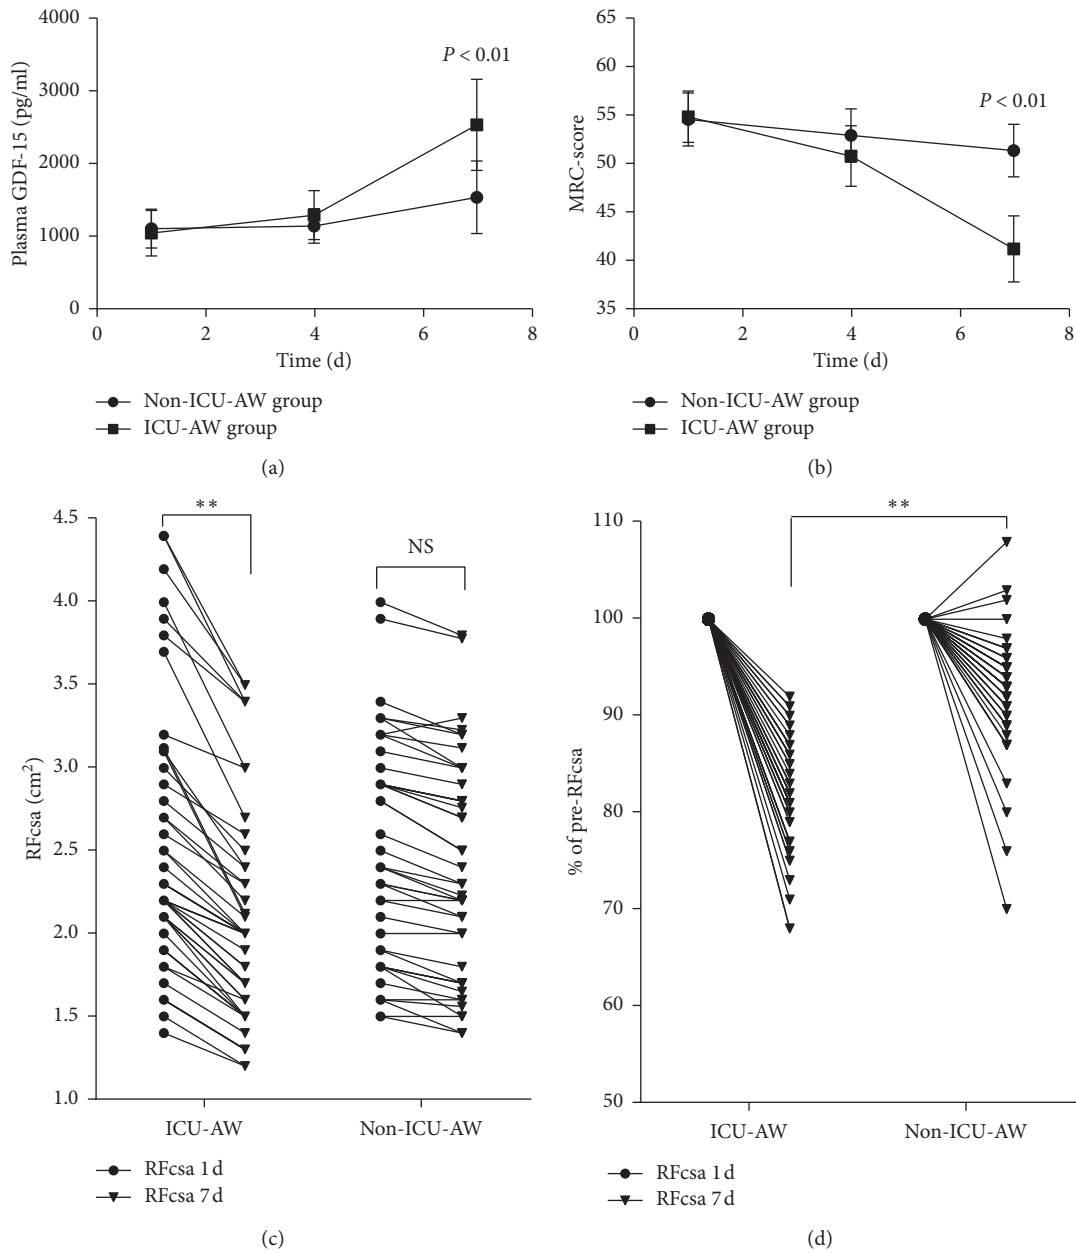 4000
3000
2000
1000
0
Plasma GDF-15 (pg/ml)
P < 0.01
0 2 4 6 8
Time (d)
Non-ICU-AW group
ICU-AW group
(a)
65
60
55
50
45
40
35
MRC-score
P < 0.01
0 2 4 6 8
Time (d)
Non-ICU-AW group
ICU-AW group
(b)
4.5
4.0
3.5
3.0
2.5
2.0
1.5
1.0
RFcsa (cm²)
**
NS
ICU-AW Non-ICU-AW
RFcsa 1 d
RFcsa 7 d
(c)
110
100
90
80
70
60
50
% of pre-RFcsa
**
ICU-AW Non-ICU-AW
RFcsa 1 d
RFcsa 7 d
(d)